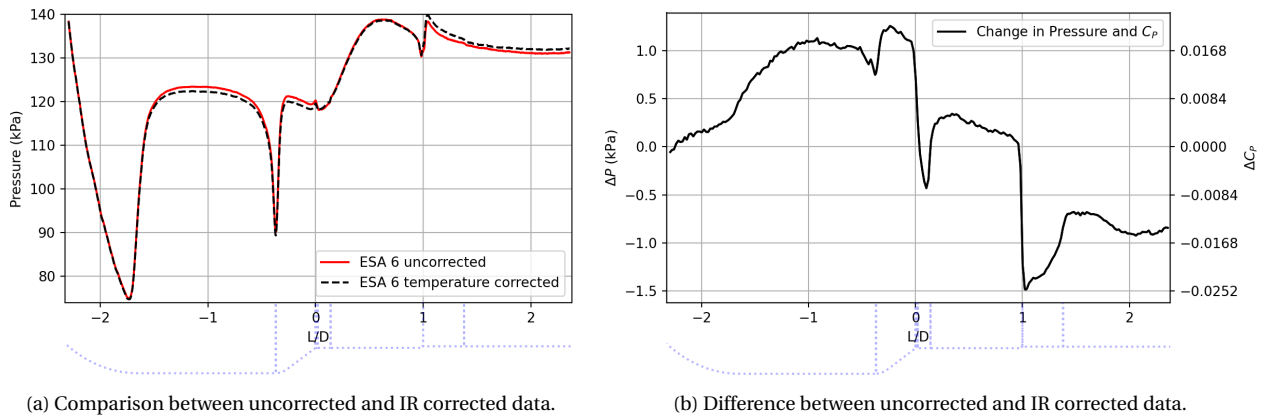 140
130
120
110
100
90
80
Pressure (kPa)
ESA 6 uncorrected
ESA 6 temperature corrected
−2
−1
0
1
2
L/D
(a) Comparison between uncorrected and IR corrected data.
Change in Pressure and C_P
1.0
0.5
0.0
−0.5
−1.0
−1.5
ΔP (kPa)
0.0168
0.0084
0.0000
−0.0084
−0.0168
−0.0252
ΔC_P
−2
−1
0
1
2
L/D
(b) Difference between uncorrected and IR corrected data.